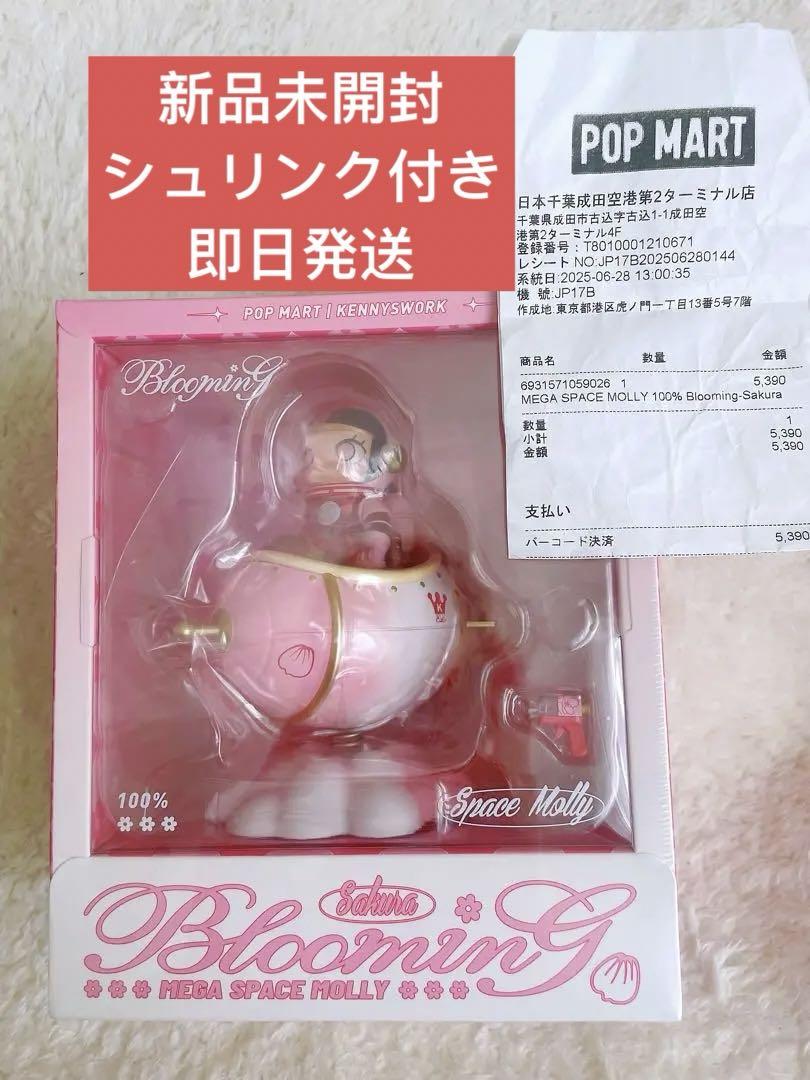 新品未開封
シュリンク付き
即日発送
POP MART
日本千葉成田空港第2ターミナル店
千葉県成田市古込字古込1-1成田空
港第2ターミナル4F
登録番号：T8010001210671
レシートNO:JP17B202506280144
系統日:2025-06-28 13:00:35
機 號:JP17B
作成地:東京都港区虎ノ門一丁目13番5号7階
商品名 数量 金額
6931571059026 1 5,390
MEGA SPACE MOLLY 100% Blooming-Sakura
数量 1
小計 5,390
金額 5,390
支払い
バーコード決済 5,390
POP MART | KENNYSWORK
BloominG
K
100%
Space Molly
Sakura
BloominG
MEGA SPACE MOLLY